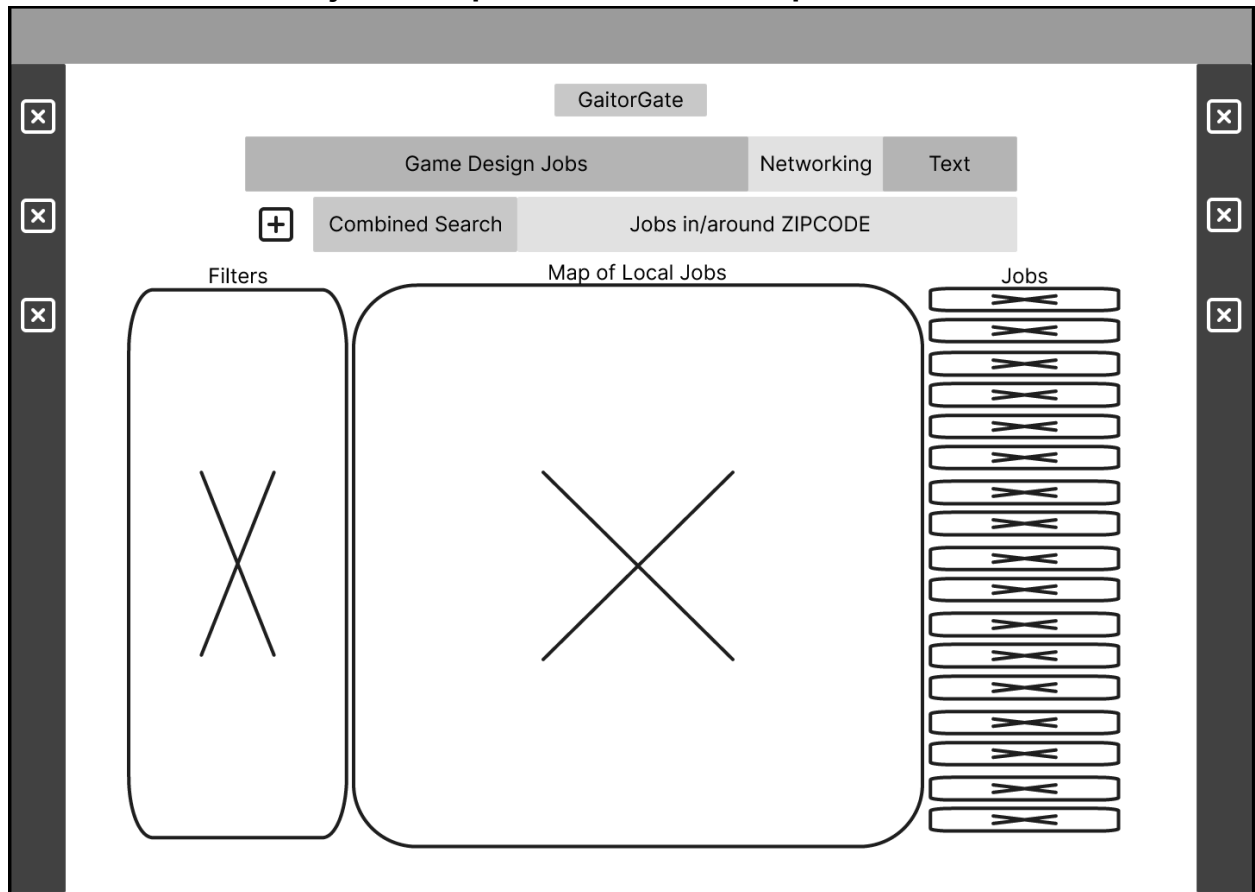 GaitorGate
Game Design Jobs Networking Text
Combined Search Jobs in/around ZIPCODE
Filters Map of Local Jobs Jobs